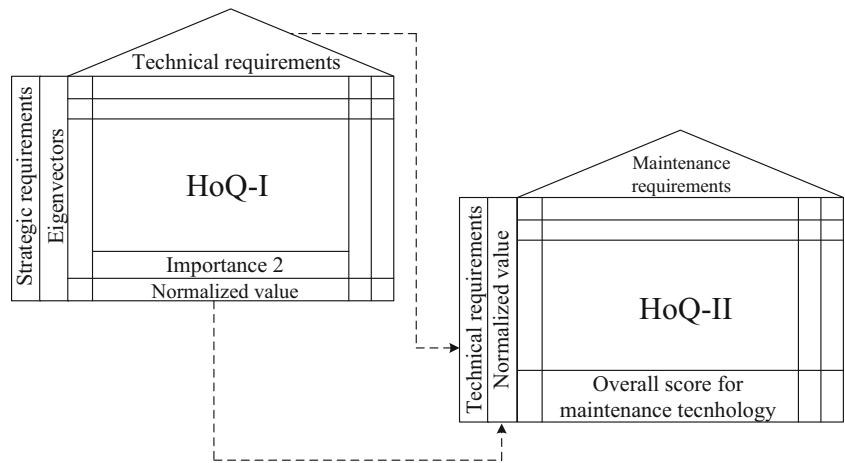 Technical requirements
Strategic requirements
Eigenvectors
HoQ-I
Importance 2
Normalized value
Maintenance
requirements
Technical requirements
Normalized value
HoQ-II
Overall score for
maintenance tecnhology